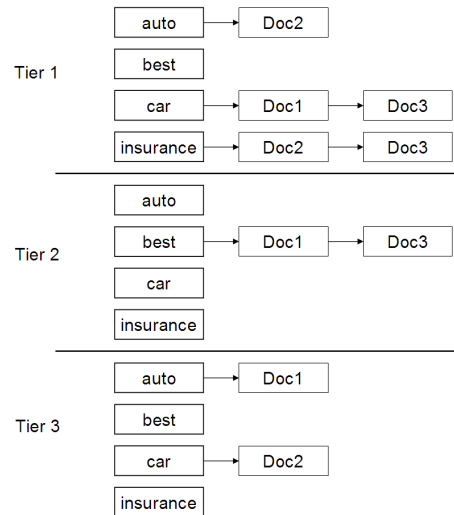 auto Doc2
Tier 1
best
car Doc1 Doc3
insurance Doc2 Doc3
auto
best Doc1 Doc3
Tier 2
car
insurance
auto Doc1
best
Tier 3
car Doc2
insurance